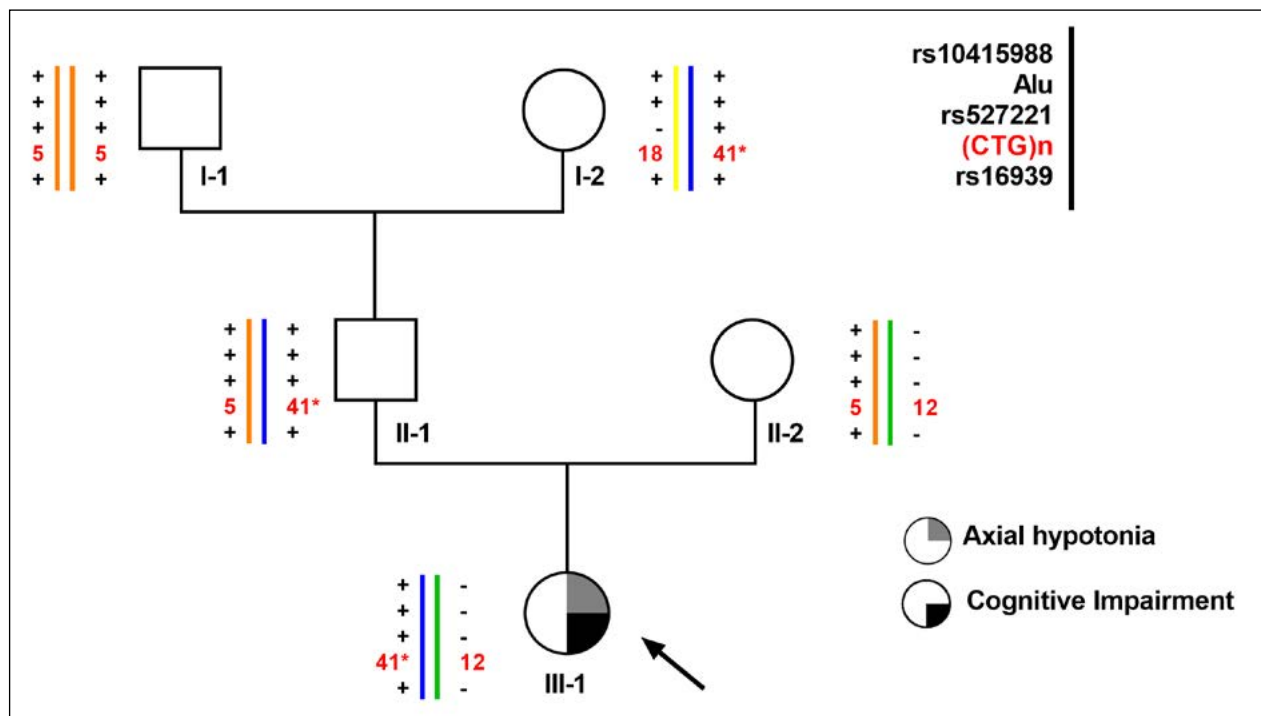 + +
+ +
+ +
5 5
+ +
I-1
+ +
+ +
- +
18 41*
+ +
I-2
rs10415988
Alu
rs527221
(CTG)n
rs16939
+ +
+ +
+ +
5 41*
+ +
II-1
+ -
+ -
+ -
5 12
+ -
II-2
Axial hypotonia
Cognitive Impairment
+ -
+ -
+ -
41* 12
+ -
III-1